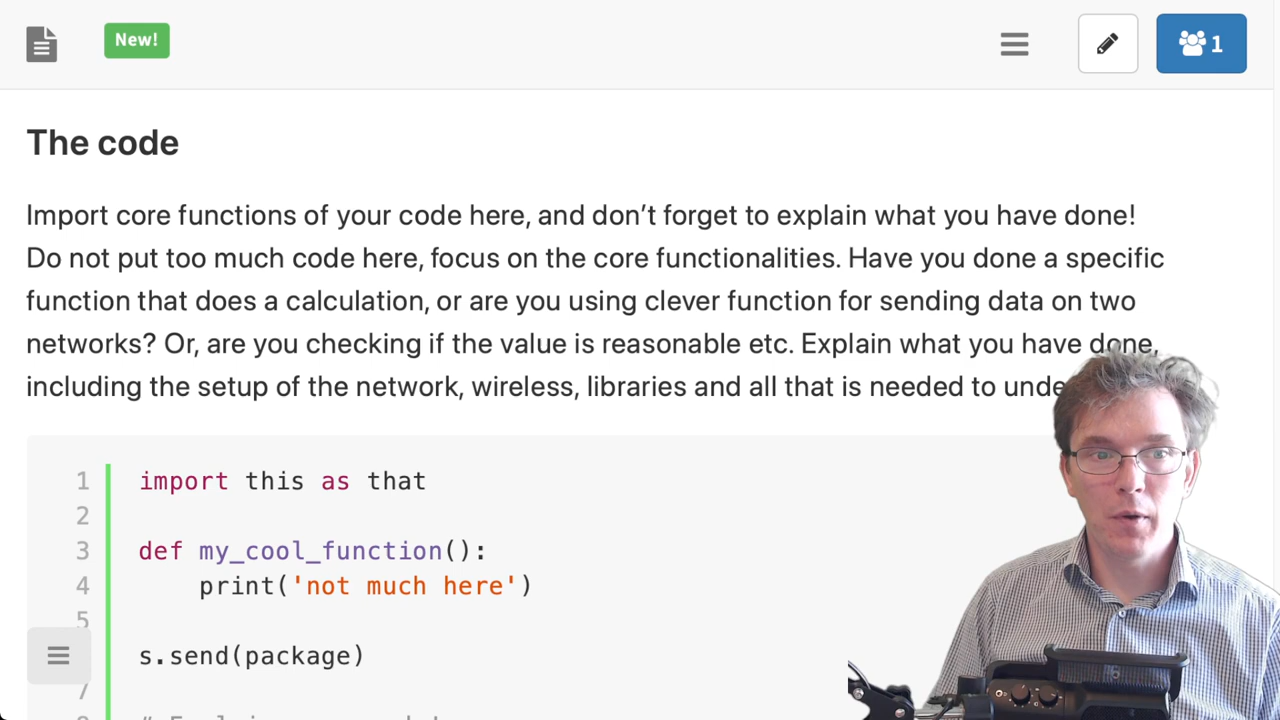 New!
1
The code
Import core functions of your code here, and don’t forget to explain what you have done!
Do not put too much code here, focus on the core functionalities. Have you done a specific
function that does a calculation, or are you using clever function for sending data on two
networks? Or, are you checking if the value is reasonable etc. Explain what you have done,
including the setup of the network, wireless, libraries and all that is needed to
1 import this as that
2
3 def my_cool_function():
4 print('not much here')
5
s.send(package)
7